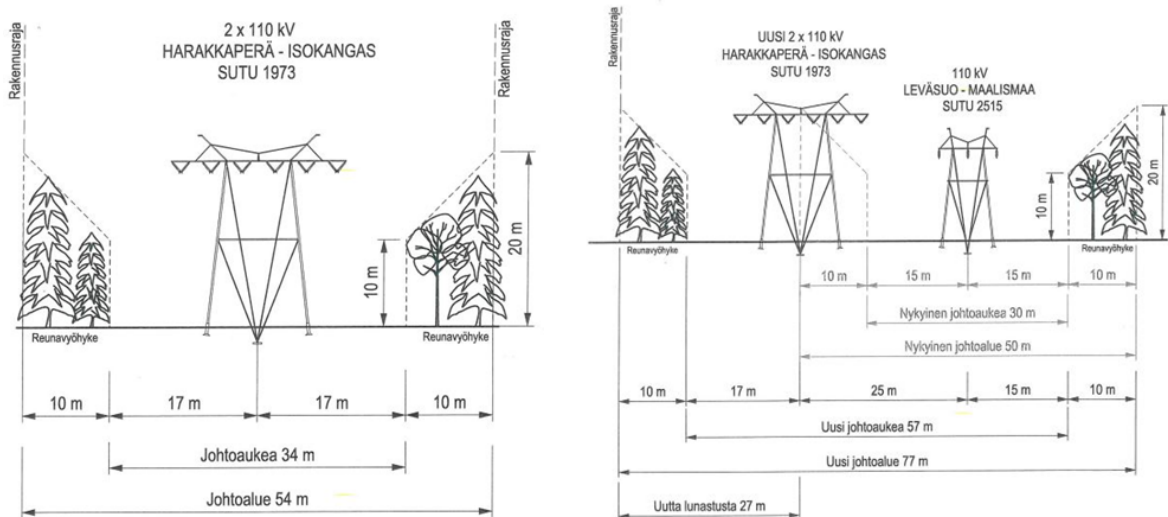 2 x 110 kV
HARAKKAPERÄ - ISOKANGAS
SUTU 1973
Rakennusraja
Rakennusraja
20 m
10 m
Reunavyöhyke
Reunavyöhyke
10 m
17 m
17 m
10 m
Johtoaukea 34 m
Johtoalue 54 m
UUSI 2 x 110 kV
HARAKKAPERÄ - ISOKANGAS
SUTU 1973
110 kV
LEVÄSUO - MAALISMAA
SUTU 2515
Rakennusraja
20 m
10 m
Reunavyöhyke
Reunavyöhyke
10 m
15 m
15 m
10 m
Nykyinen johtoaukea 30 m
Nykyinen johtoalue 50 m
10 m
17 m
25 m
15 m
10 m
Uusi johtoaukea 57 m
Uusi johtoalue 77 m
Uutta lunastusta 27 m